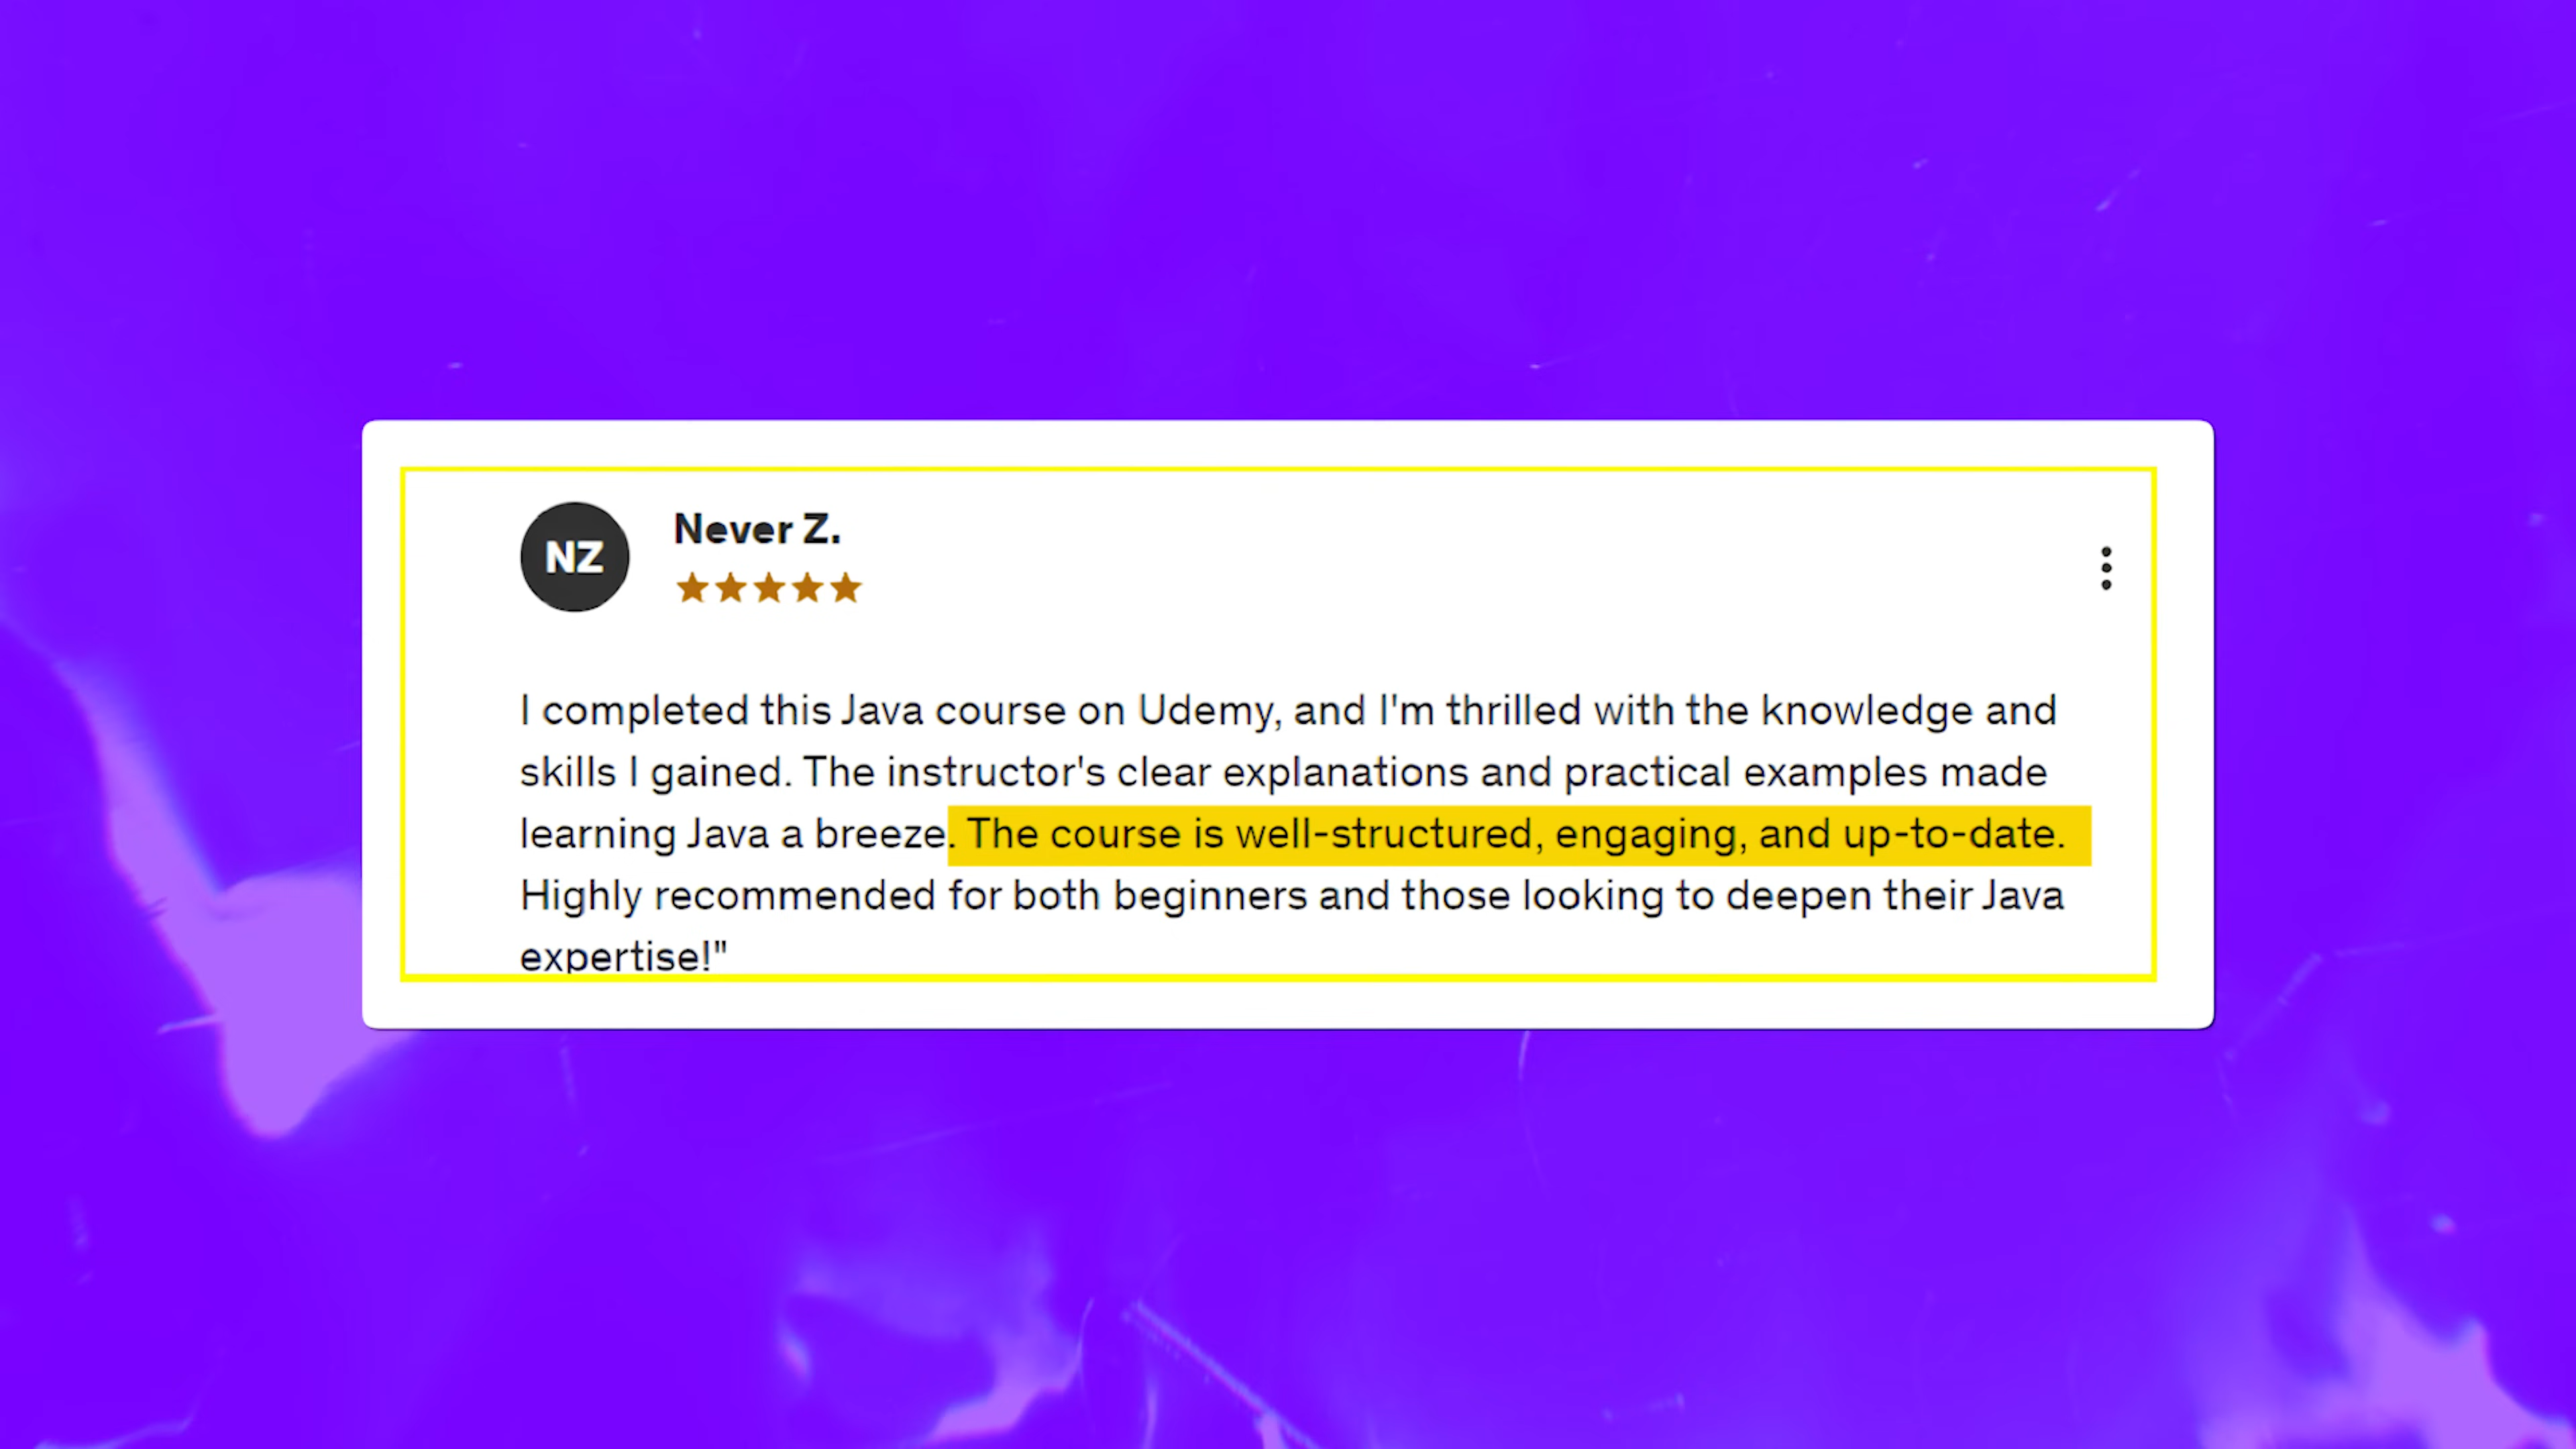 NZ
Never Z.
I completed this Java course on Udemy, and I'm thrilled with the knowledge and
skills I gained. The instructor's clear explanations and practical examples made
learning Java a breeze. The course is well-structured, engaging, and up-to-date.
Highly recommended for both beginners and those looking to deepen their Java
expertise!"